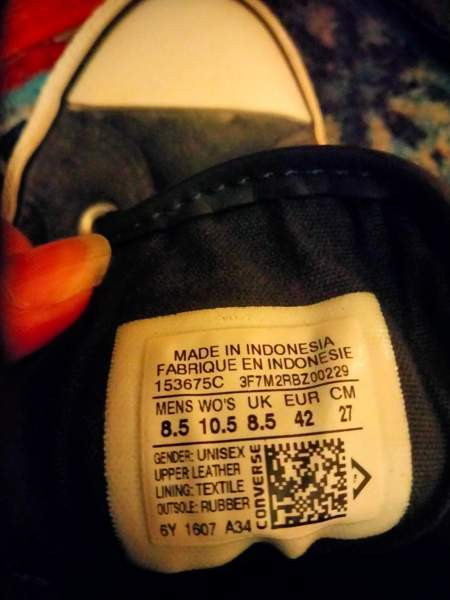 MADE IN INDONESIA
FABRIQUE EN INDONESIE
153675C 3F7M2RBZ00229
MENS WO'S UK EUR CM
8.5 10.5 8.5 42 27
GENDER: UNISEX
UPPER LEATHER
LINING: TEXTILE
OUTSOLE: RUBBER
6Y 1607 A34
CONVERSE